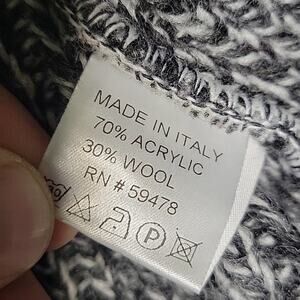 MADE IN ITALY
70% ACRYLIC
30% WOOL
RN # 59478
P